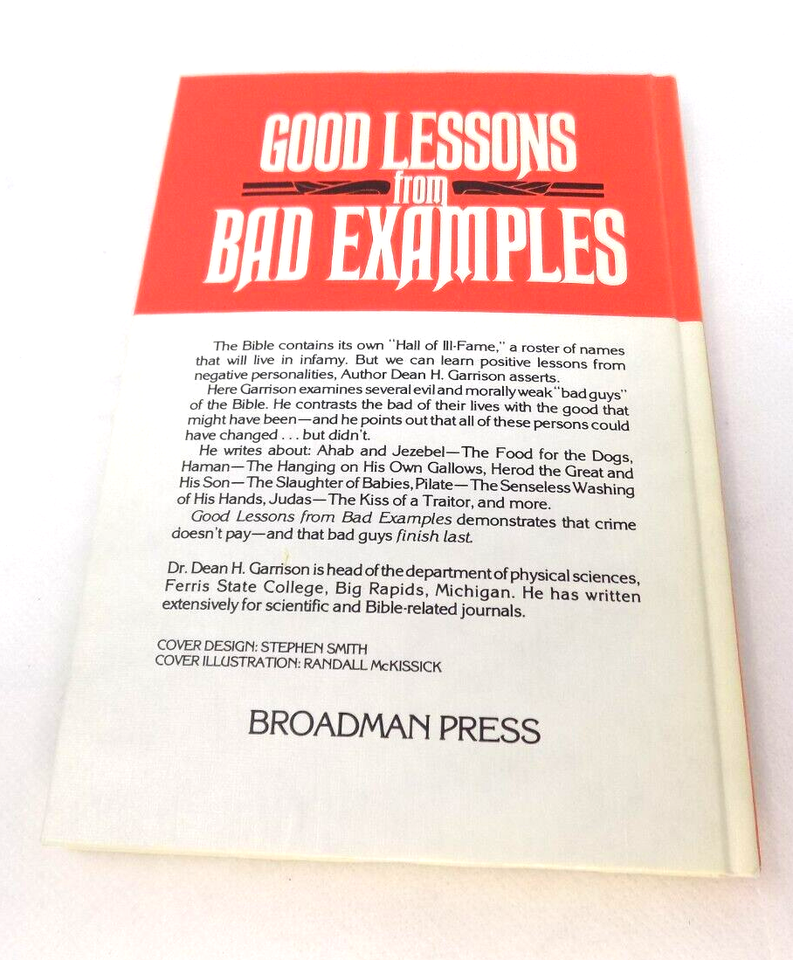 GOOD LESSONS
from
BAD EXAMPLES
The Bible contains its own "Hall of Ill-Fame," a roster of names
that will live in infamy. But we can learn positive lessons from
negative personalities, Author Dean H. Garrison asserts.
Here Garrison examines several evil and morally weak "bad guys"
of the Bible. He contrasts the bad of their lives with the good that
might have been—and he points out that all of these persons could
have changed . . . but didn't.
He writes about: Ahab and Jezebel—The Food for the Dogs,
Haman—The Hanging on His Own Gallows, Herod the Great and
His Son—The Slaughter of Babies, Pilate—The Senseless Washing
of His Hands, Judas—The Kiss of a Traitor, and more.
Good Lessons from Bad Examples demonstrates that crime
doesn't pay—and that bad guys finish last.
Dr. Dean H. Garrison is head of the department of physical sciences,
Ferris State College, Big Rapids, Michigan. He has written
extensively for scientific and Bible-related journals.
COVER DESIGN: STEPHEN SMITH
COVER ILLUSTRATION: RANDALL McKISSICK
BROADMAN PRESS